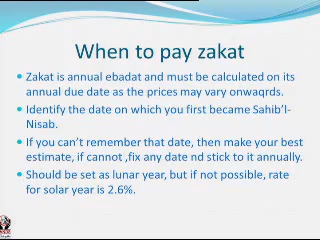 When to pay zakat
Zakat is annual ebadat and must be calculated on its
annual due date as the prices may vary onwaqrds.
Identify the date on which you first became Sahib'l-
Nisab.
If you can't remember that date, then make your best
estimate, if cannot ,fix any date nd stick to it annually.
Should be set as lunar year, but if not possible, rate
for solar year is 2.6%.